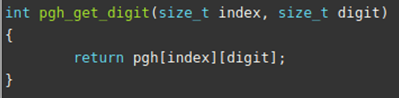 int pgh_get_digit(size_t index, size_t digit)
{
        return pgh[index][digit];
}